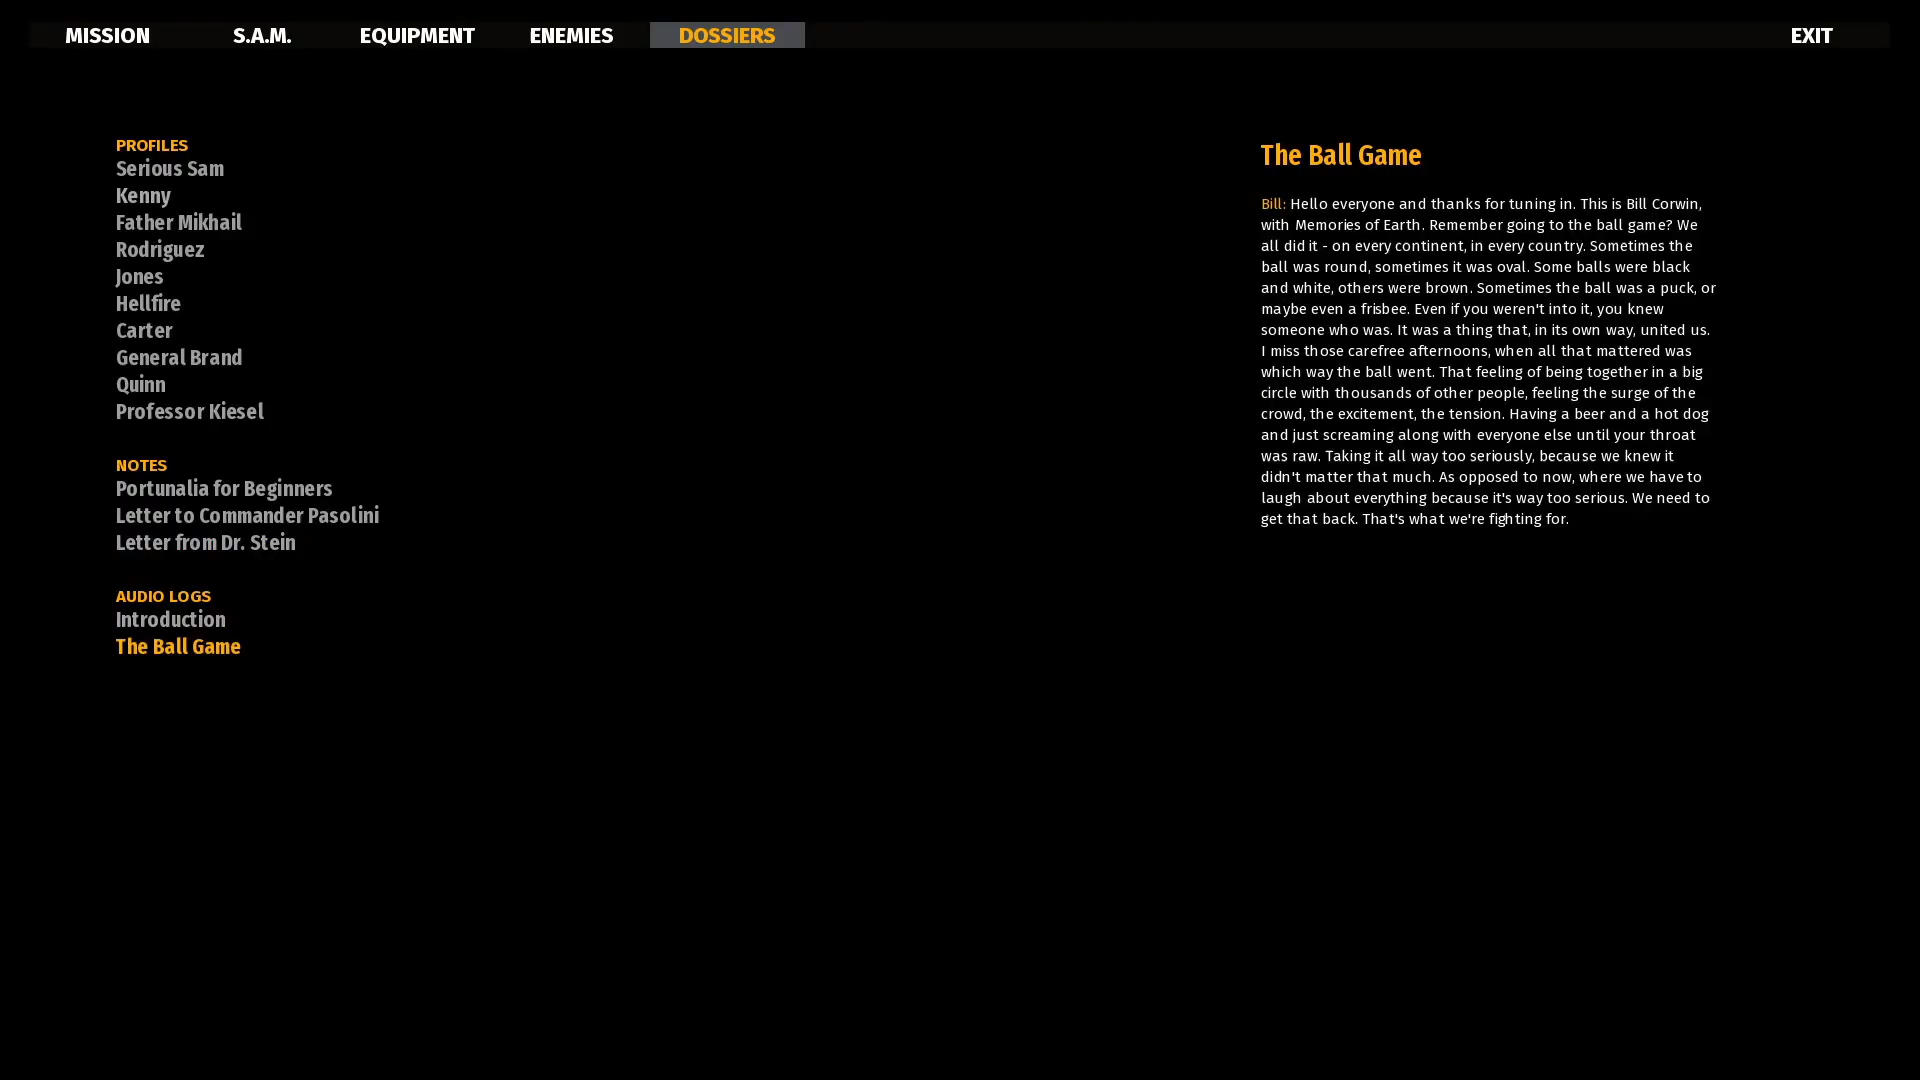 MISSION S.A.M. EQUIPMENT ENEMIES DOSSIERS EXIT
PROFILES
Serious Sam
Kenny
Father Mikhail
Rodriguez
Jones
Hellfire
Carter
General Brand
Quinn
Professor Kiesel
NOTES
Portunalia for Beginners
Letter to Commander Pasolini
Letter from Dr. Stein
AUDIO LOGS
Introduction
The Ball Game
The Ball Game
Bill: Hello everyone and thanks for tuning in. This is Bill Corwin,
with Memories of Earth. Remember going to the ball game? We
all did it - on every continent, in every country. Sometimes the
ball was round, sometimes it was oval. Some balls were black
and white, others were brown. Sometimes the ball was a puck, or
maybe even a frisbee. Even if you weren't into it, you knew
someone who was. It was a thing that, in its own way, united us.
I miss those carefree afternoons, when all that mattered was
which way the ball went. That feeling of being together in a big
circle with thousands of other people, feeling the surge of the
crowd, the excitement, the tension. Having a beer and a hot dog
and just screaming along with everyone else until your throat
was raw. Taking it all way too seriously, because we knew it
didn't matter that much. As opposed to now, where we have to
laugh about everything because it's way too serious. We need to
get that back. That's what we're fighting for.